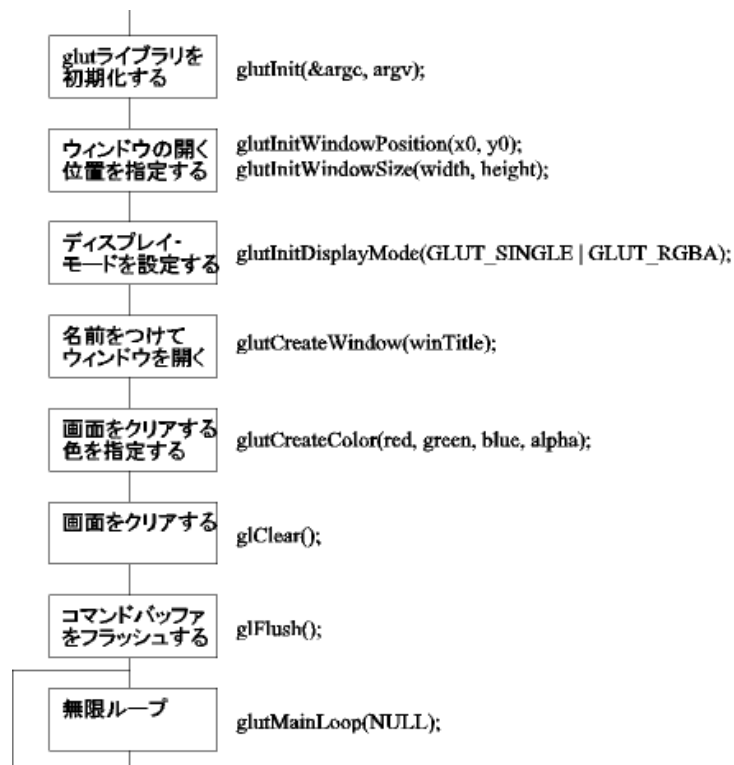 glutライブラリを
初期化する
glutInit(&argc, argv);
ウィンドウの開く
位置を指定する
glutInitWindowPosition(x0, y0);
glutInitWindowSize(width, height);
ディスプレイ-
モードを設定する
glutInitDisplayMode(GLUT_SINGLE | GLUT_RGBA);
名前をつけて
ウィンドウを開く
glutCreateWindow(winTitle);
画面をクリアする
色を指定する
glutCreateColor(red, green, blue, alpha);
画面をクリアする
glClear();
コマンドバッファ
をフラッシュする
glFlush();
無限ループ
glutMainLoop(NULL);